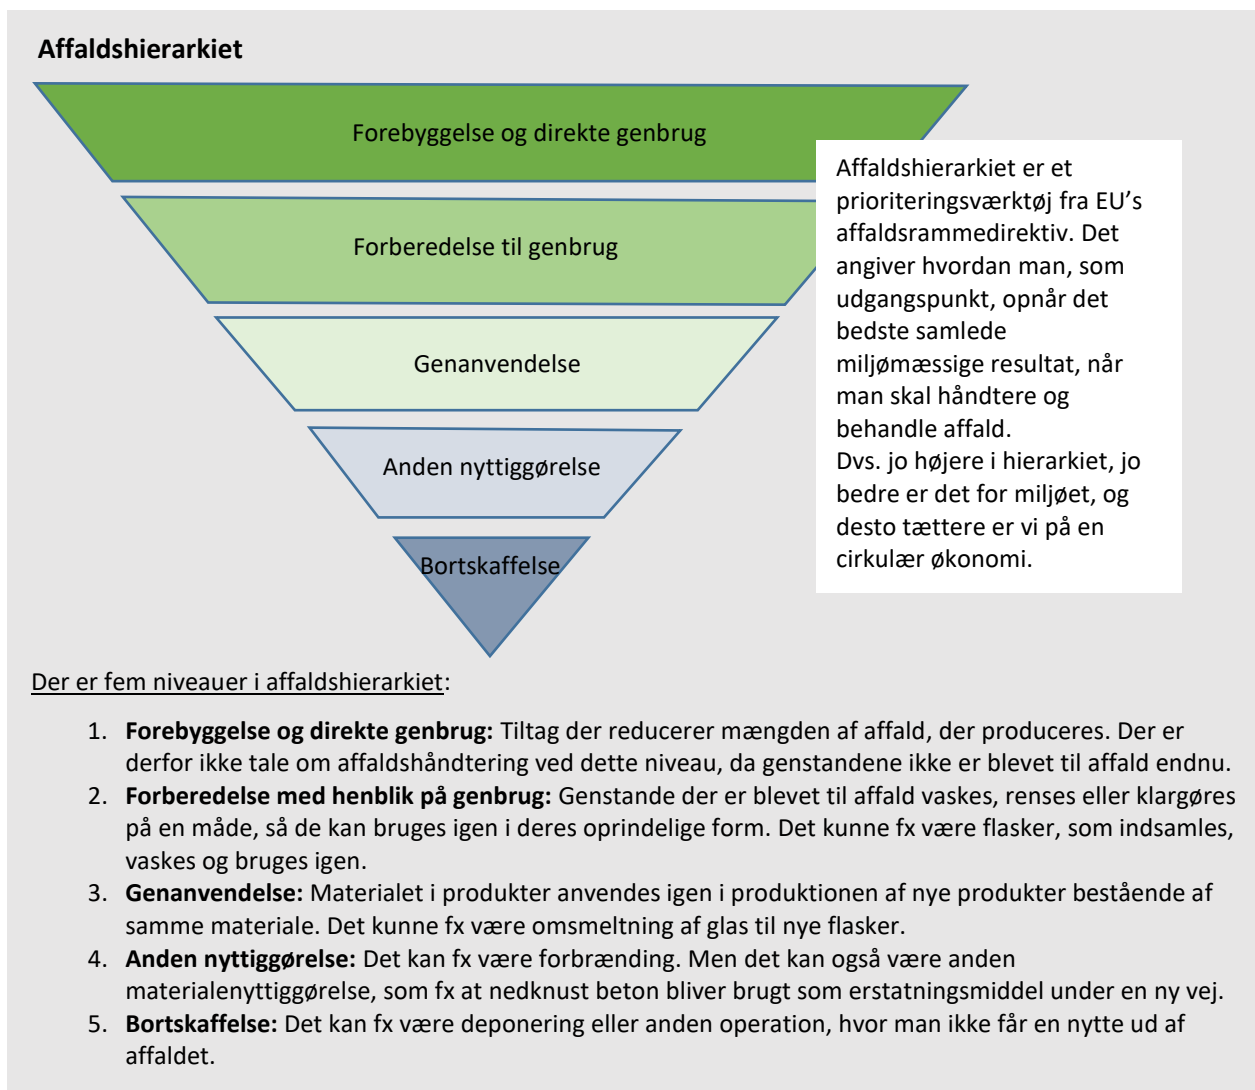 Affaldshierarkiet
Forebyggelse og direkte genbrug
Forberedelse til genbrug
Genanvendelse
Anden nyttiggørelse
Bortskaffelse
Affaldshierarkiet er et
prioriteringsværktøj fra EU’s
affaldsrammedirektiv. Det
angiver hvordan man, som
udgangspunkt, opnår det
bedste samlede
miljømæssige resultat, når
man skal håndtere og
behandle affald.
Dvs. jo højere i hierarkiet, jo
bedre er det for miljøet, og
desto tættere er vi på en
cirkulær økonomi.
Der er fem niveauer i affaldshierarkiet:
1. Forebyggelse og direkte genbrug: Tiltag der reducerer mængden af affald, der produceres. Der er
derfor ikke tale om affaldshåndtering ved dette niveau, da genstandene ikke er blevet til affald endnu.
2. Forberedelse med henblik på genbrug: Genstande der er blevet til affald vaskes, renses eller klargøres
på en måde, så de kan bruges igen i deres oprindelige form. Det kunne fx være flasker, som indsamles,
vaskes og bruges igen.
3. Genanvendelse: Materialet i produkter anvendes igen i produktionen af nye produkter bestående af
samme materiale. Det kunne fx være omsmeltning af glas til nye flasker.
4. Anden nyttiggørelse: Det kan fx være forbrænding. Men det kan også være anden
materialenyttiggørelse, som fx at nedknust beton bliver brugt som erstatningsmiddel under en ny vej.
5. Bortskaffelse: Det kan fx være deponering eller anden operation, hvor man ikke får en nytte ud af
affaldet.